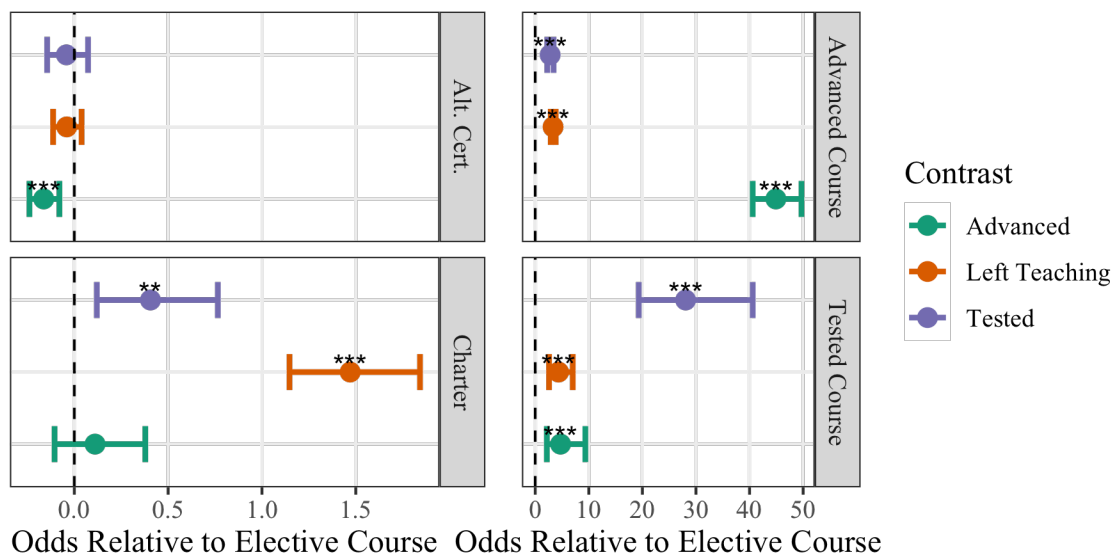 ***
***
***
***
Alt. Cert.
Advanced Course
**
***
***
***
***
Charter
Tested Course
0.0 0.5 1.0 1.5
0 10 20 30 40 50
Odds Relative to Elective Course
Odds Relative to Elective Course
Contrast
Advanced
Left Teaching
Tested